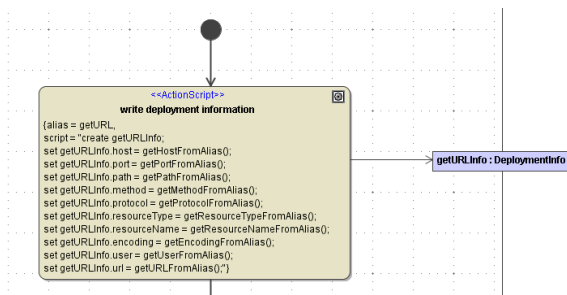 <<ActionScript>>
write deployment information
{alias = getURL,
script = "create getURLInfo;
set getURLInfo.host = getHostFromAlias();
set getURLInfo.port = getPortFromAlias();
set getURLInfo.path = getPathFromAlias();
set getURLInfo.method = getMethodFromAlias();
set getURLInfo.protocol = getProtocolFromAlias();
set getURLInfo.resourceType = getResourceTypeFromAlias();
set getURLInfo.resourceName = getResourceNameFromAlias();
set getURLInfo.encoding = getEncodingFromAlias();
set getURLInfo.user = getUserFromAlias();
set getURLInfo.url = getURLFromAlias();"}
getURLInfo : DeploymentInfo